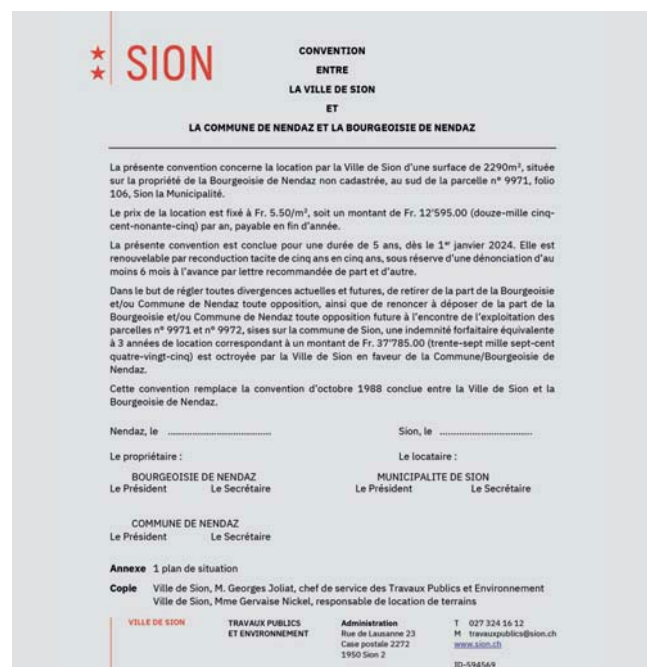 SION
CONVENTION
ENTRE
LA VILLE DE SION
ET
LA COMMUNE DE NENDAZ ET LA BOURGEOISIE DE NENDAZ
La présente convention concerne la location par la Ville de Sion d'une surface de 2290m², située
sur la propriété de la Bourgeoisie de Nendaz non cadastrée, au sud de la parcelle n° 9971, folio
106, Sion la Municipalité.
Le prix de la location est fixé à Fr. 5.50/m², soit un montant de Fr. 12'595.00 (douze-mille cinq-
cent-nonante-cinq) par an, payable en fin d'année.
La présente convention est conclue pour une durée de 5 ans, dès le 1er janvier 2024. Elle est
renouvelable par reconduction tacite de cinq ans en cinq ans, sous réserve d'une dénonciation d'au
moins 6 mois à l'avance par lettre recommandée de part et d'autre.
Dans le but de régler toutes divergences actuelles et futures, de retirer de la part de la Bourgeoisie
et/ou Commune de Nendaz toute opposition, ainsi que de renoncer à déposer de la part de la
Bourgeoisie et/ou Commune de Nendaz toute opposition future à l'encontre de l'exploitation des
parcelles n° 9971 et n° 9972, sises sur la commune de Sion, une indemnité forfaitaire équivalente
à 3 années de location correspondant à un montant de Fr. 37'785.00 (trente-sept mille sept-cent
quatre-vingt-cinq) est octroyée par la Ville de Sion en faveur de la Commune/Bourgeoisie de
Nendaz.
Cette convention remplace la convention d'octobre 1988 conclue entre la Ville de Sion et la
Bourgeoisie de Nendaz.
Nendaz, le ........................................ Sion, le ....................................
Le propriétaire : Le locataire :
BOURGEOISIE DE NENDAZ MUNICIPALITE DE SION
Le Président Le Secrétaire Le Président Le Secrétaire
COMMUNE DE NENDAZ
Le Président Le Secrétaire
Annexe 1 plan de situation
Copie Ville de Sion, M. Georges Joliat, chef de service des Travaux Publics et Environnement
Ville de Sion, Mme Gervaise Nickel, responsable de location de terrains
VILLE DE SION TRAVAUX PUBLICS Administration T 027 324 16 12
ET ENVIRONNEMENT Rue de Lausanne 23 M travauxpublics@sion.ch
Case postale 2272 www.sion.ch
1950 Sion 2
ID-594569